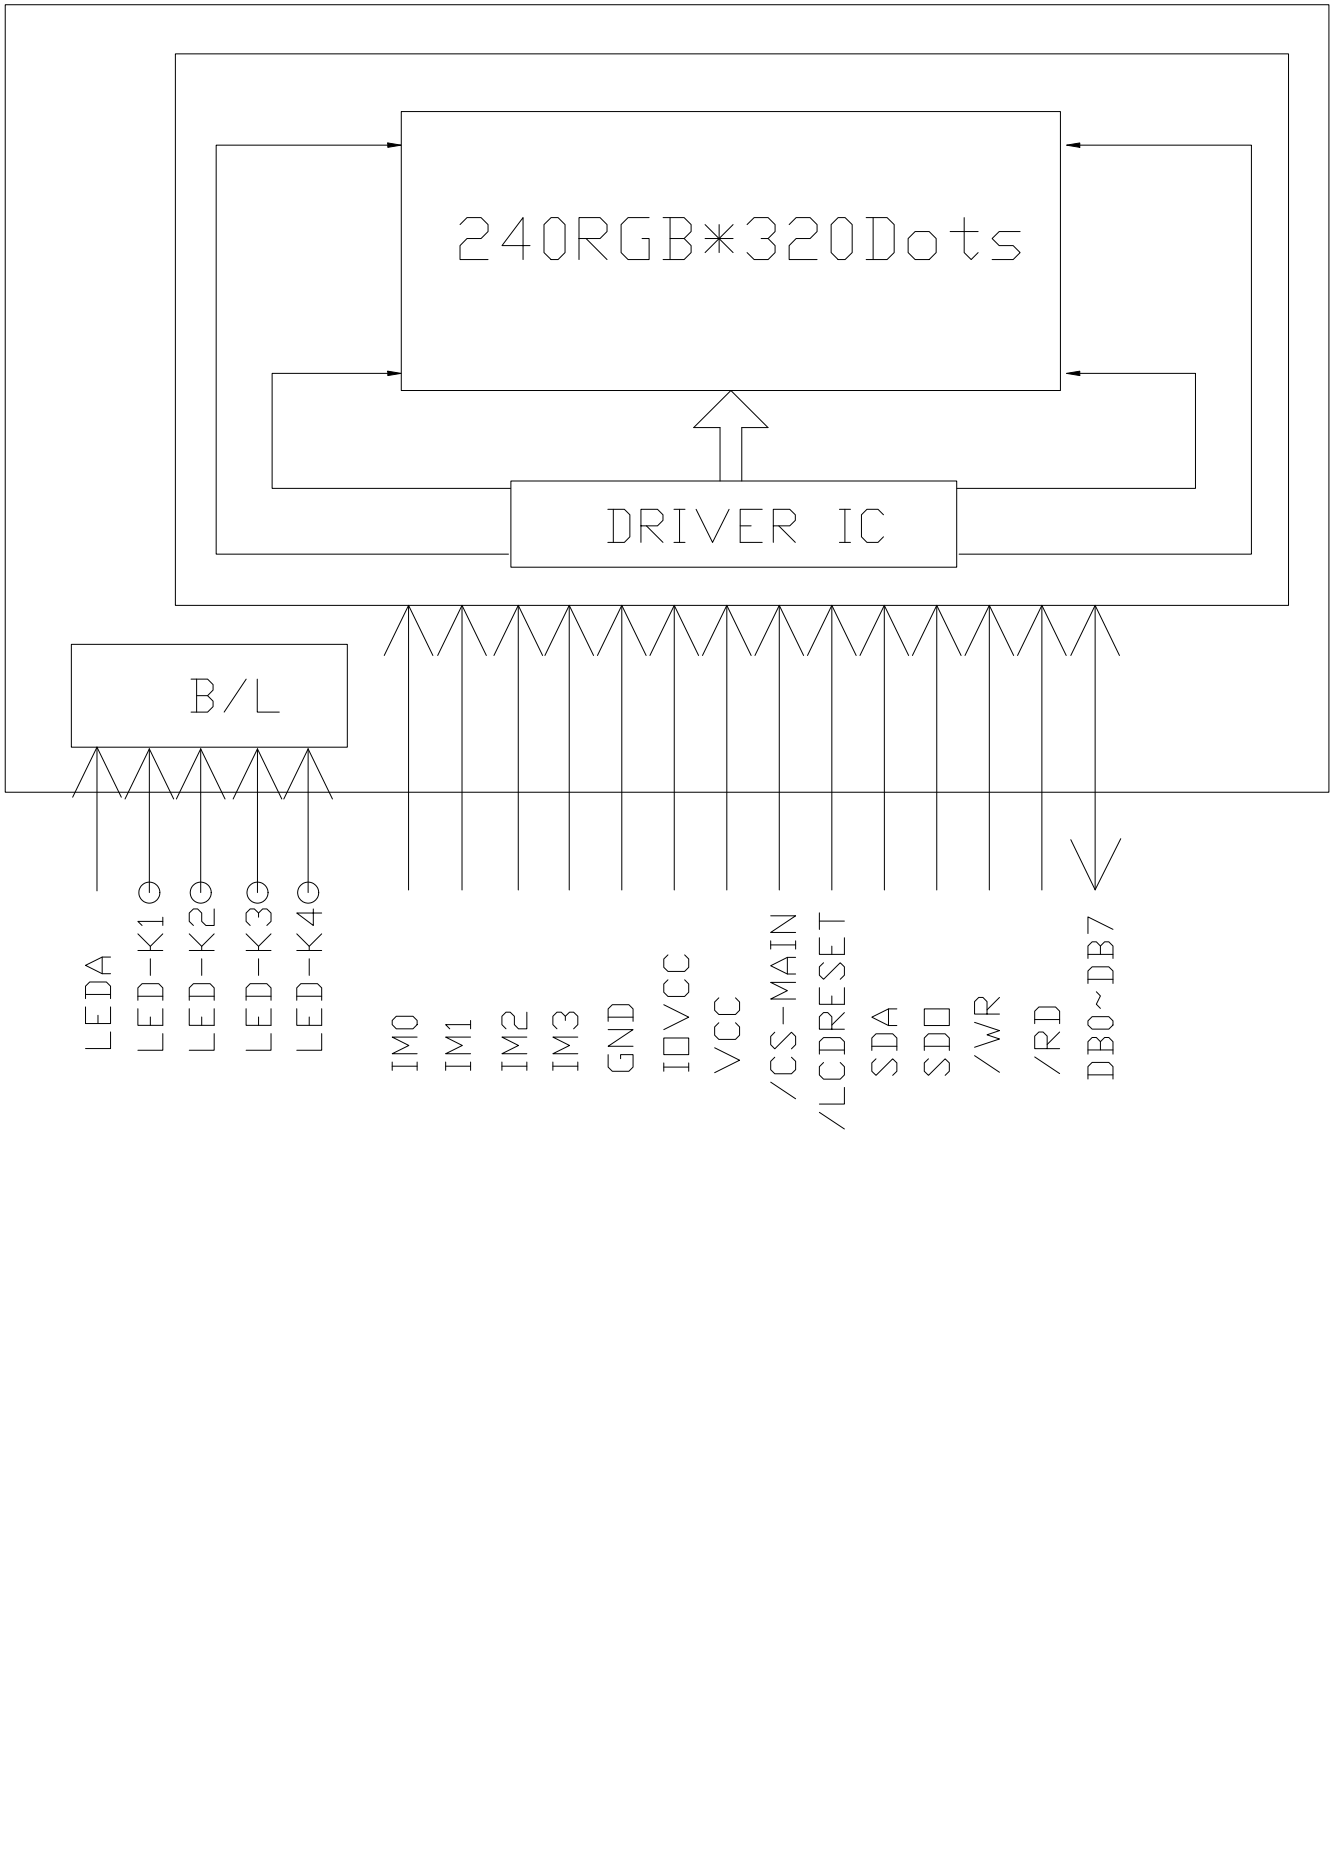 240RGB*320Dots
DRIVER IC
B/L
LEDA
LED-K1
LED-K2
LED-K3
LED-K4
IM0
IM1
IM2
IM3
GND
IOVCC
VCC
/CS-MAIN
/LCDRESET
SDA
SDO
/WR
/RD
DB0~DB7